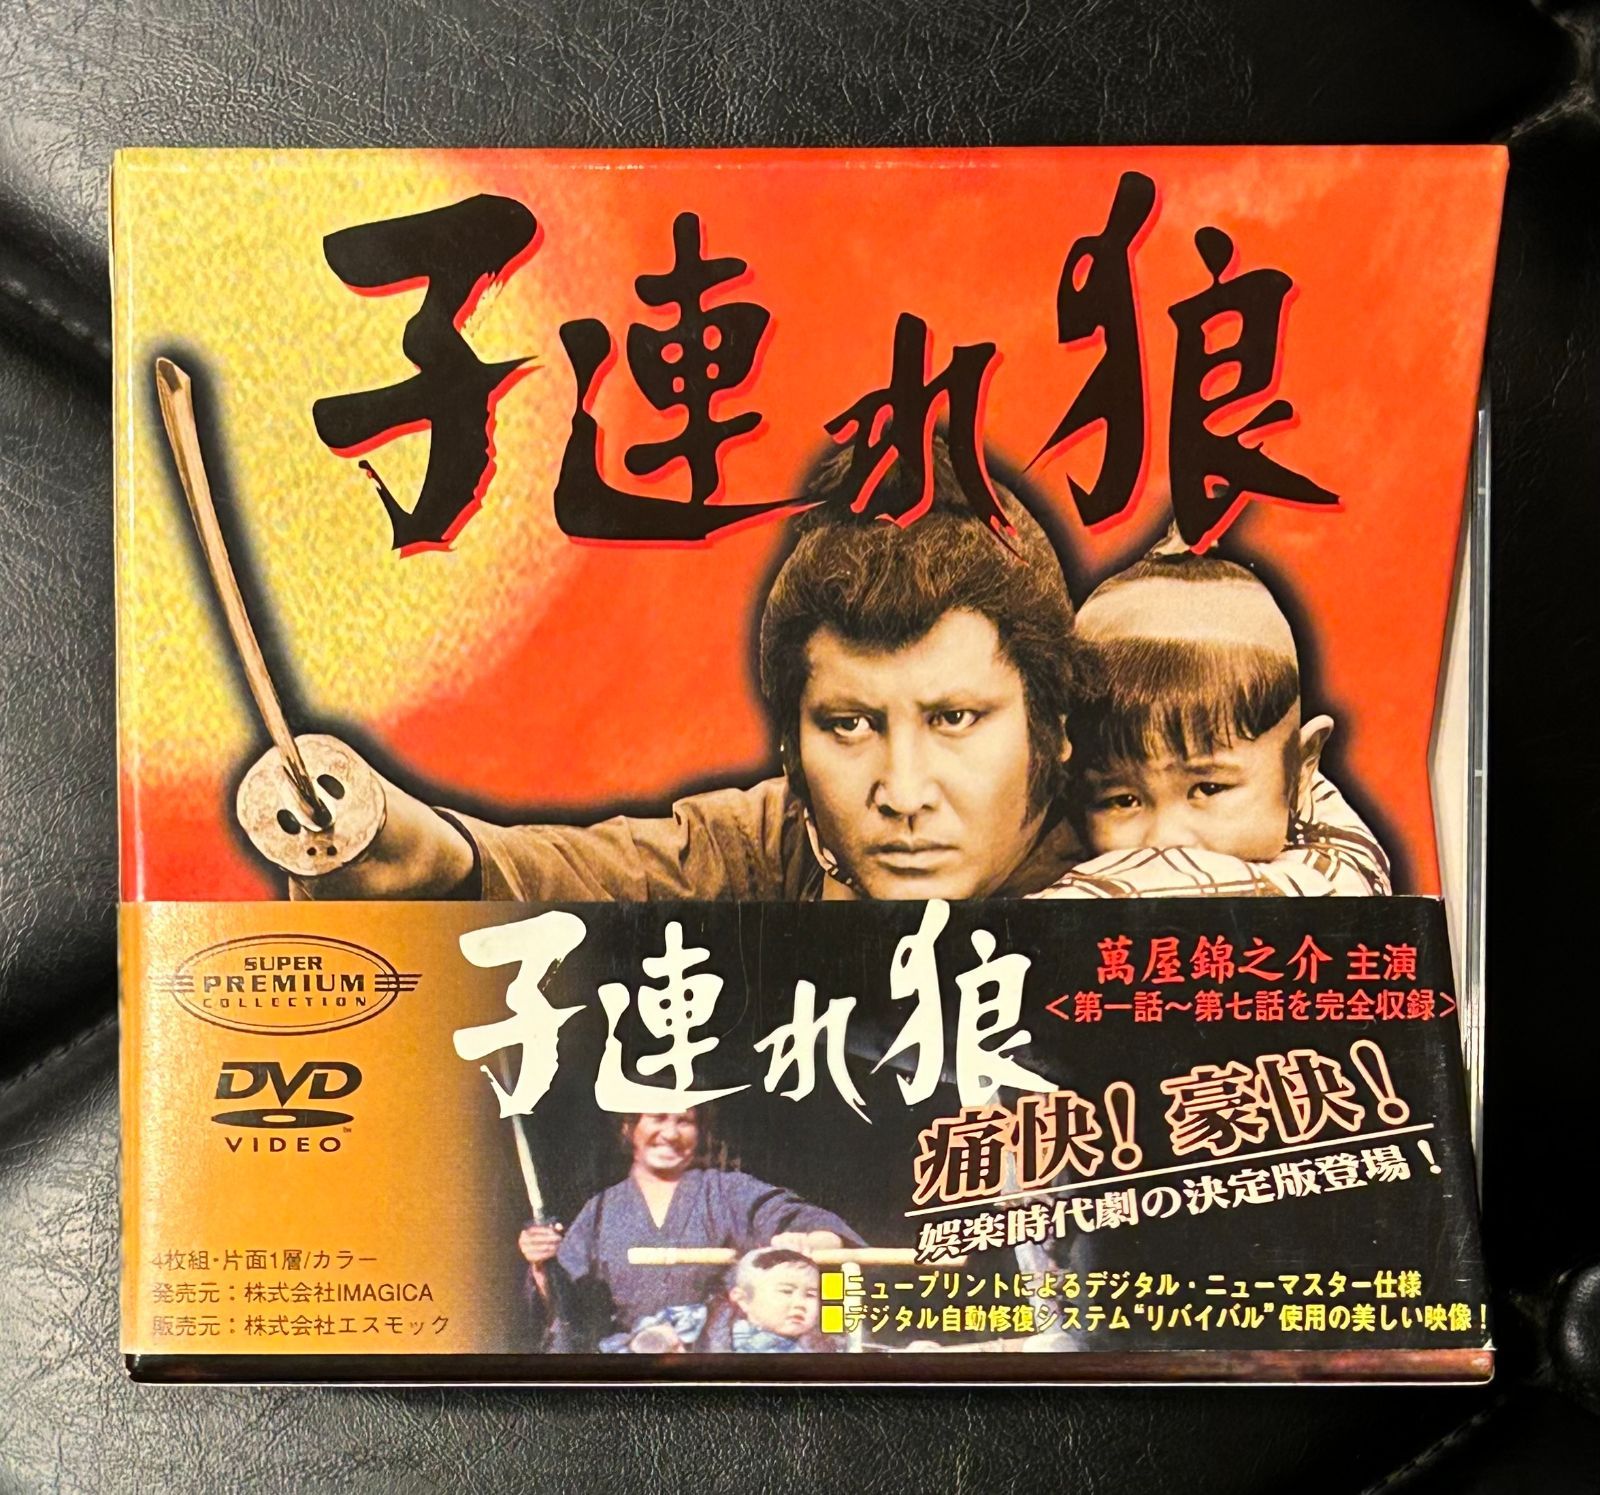 子連れ狼
SUPER
PREMIUM
COLLECTION
DVD
VIDEO
TM
4枚組・片面1層/カラー
発売元：株式会社IMAGICA
販売元：株式会社エスモック
子連れ狼
萬屋錦之介 主演
<第一話～第七話を完全収録>
痛快！豪快！
娯楽時代劇の決定版登場！
■ニュープリントによるデジタル・ニューマスター仕様
■デジタル自動修復システム“リバイバル”使用の美しい映像！